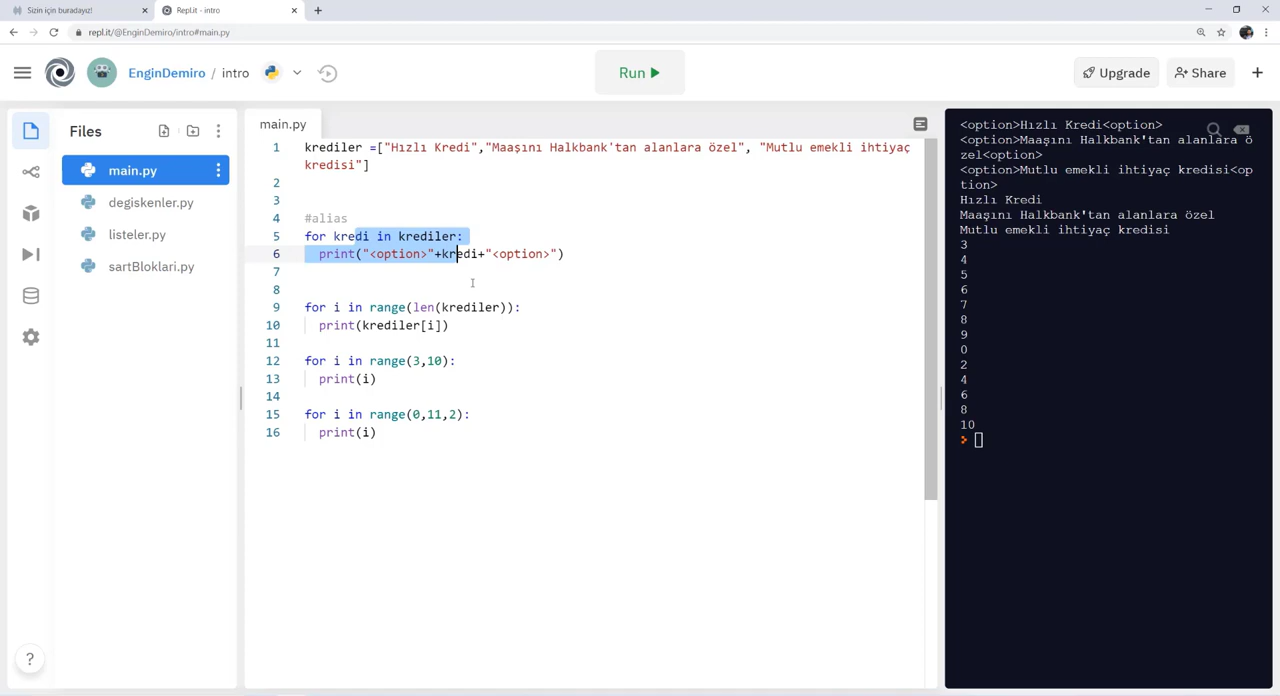 Sizin için buradayız!
Repl.it - intro
repl.it/@EnginDemiro/intro#main.py
EnginDemiro / intro
Run
Upgrade
Share
Files
main.py
degiskenler.py
listeler.py
sartBloklari.py
main.py
1 krediler =["Hızlı Kredi","Maaşını Halkbank'tan alanlara özel", "Mutlu emekli ihtiyaç
kredisi"]
2
3
4 #alias
5 for kredi in krediler:
6 print("<option>"+kredi+"<option>")
7
8
9 for i in range(len(krediler)):
10 print(krediler[i])
11
12 for i in range(3,10):
13 print(i)
14
15 for i in range(0,11,2):
16 print(i)
<option>Hızlı Kredi<option>
<option>Maaşını Halkbank'tan alanlara ö
zel<option>
<option>Mutlu emekli ihtiyaç kredisi<op
tion>
Hızlı Kredi
Maaşını Halkbank'tan alanlara özel
Mutlu emekli ihtiyaç kredisi
3
4
5
6
7
8
9
0
2
4
6
8
10
>
?